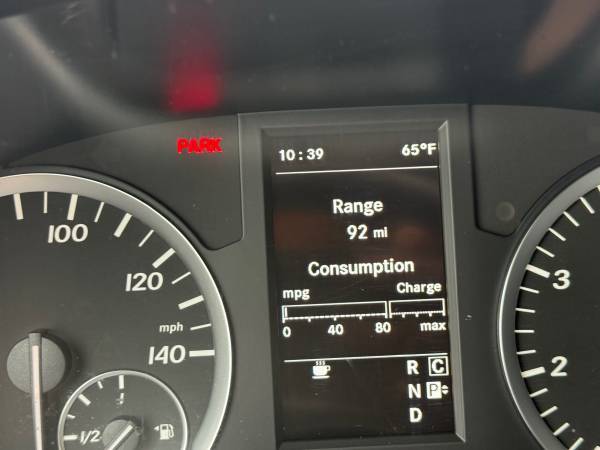 PARK
10:39 65°F
Range
92 mi
Consumption
mpg Charge
0 40 80 max
R C
N P
D
100
120
mph
140
1/2
3
2